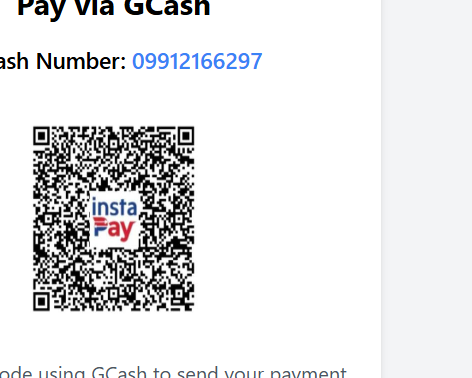 Pay via GCash
ash Number: 09912166297
insta
Pay
ode using GCash to send your payment